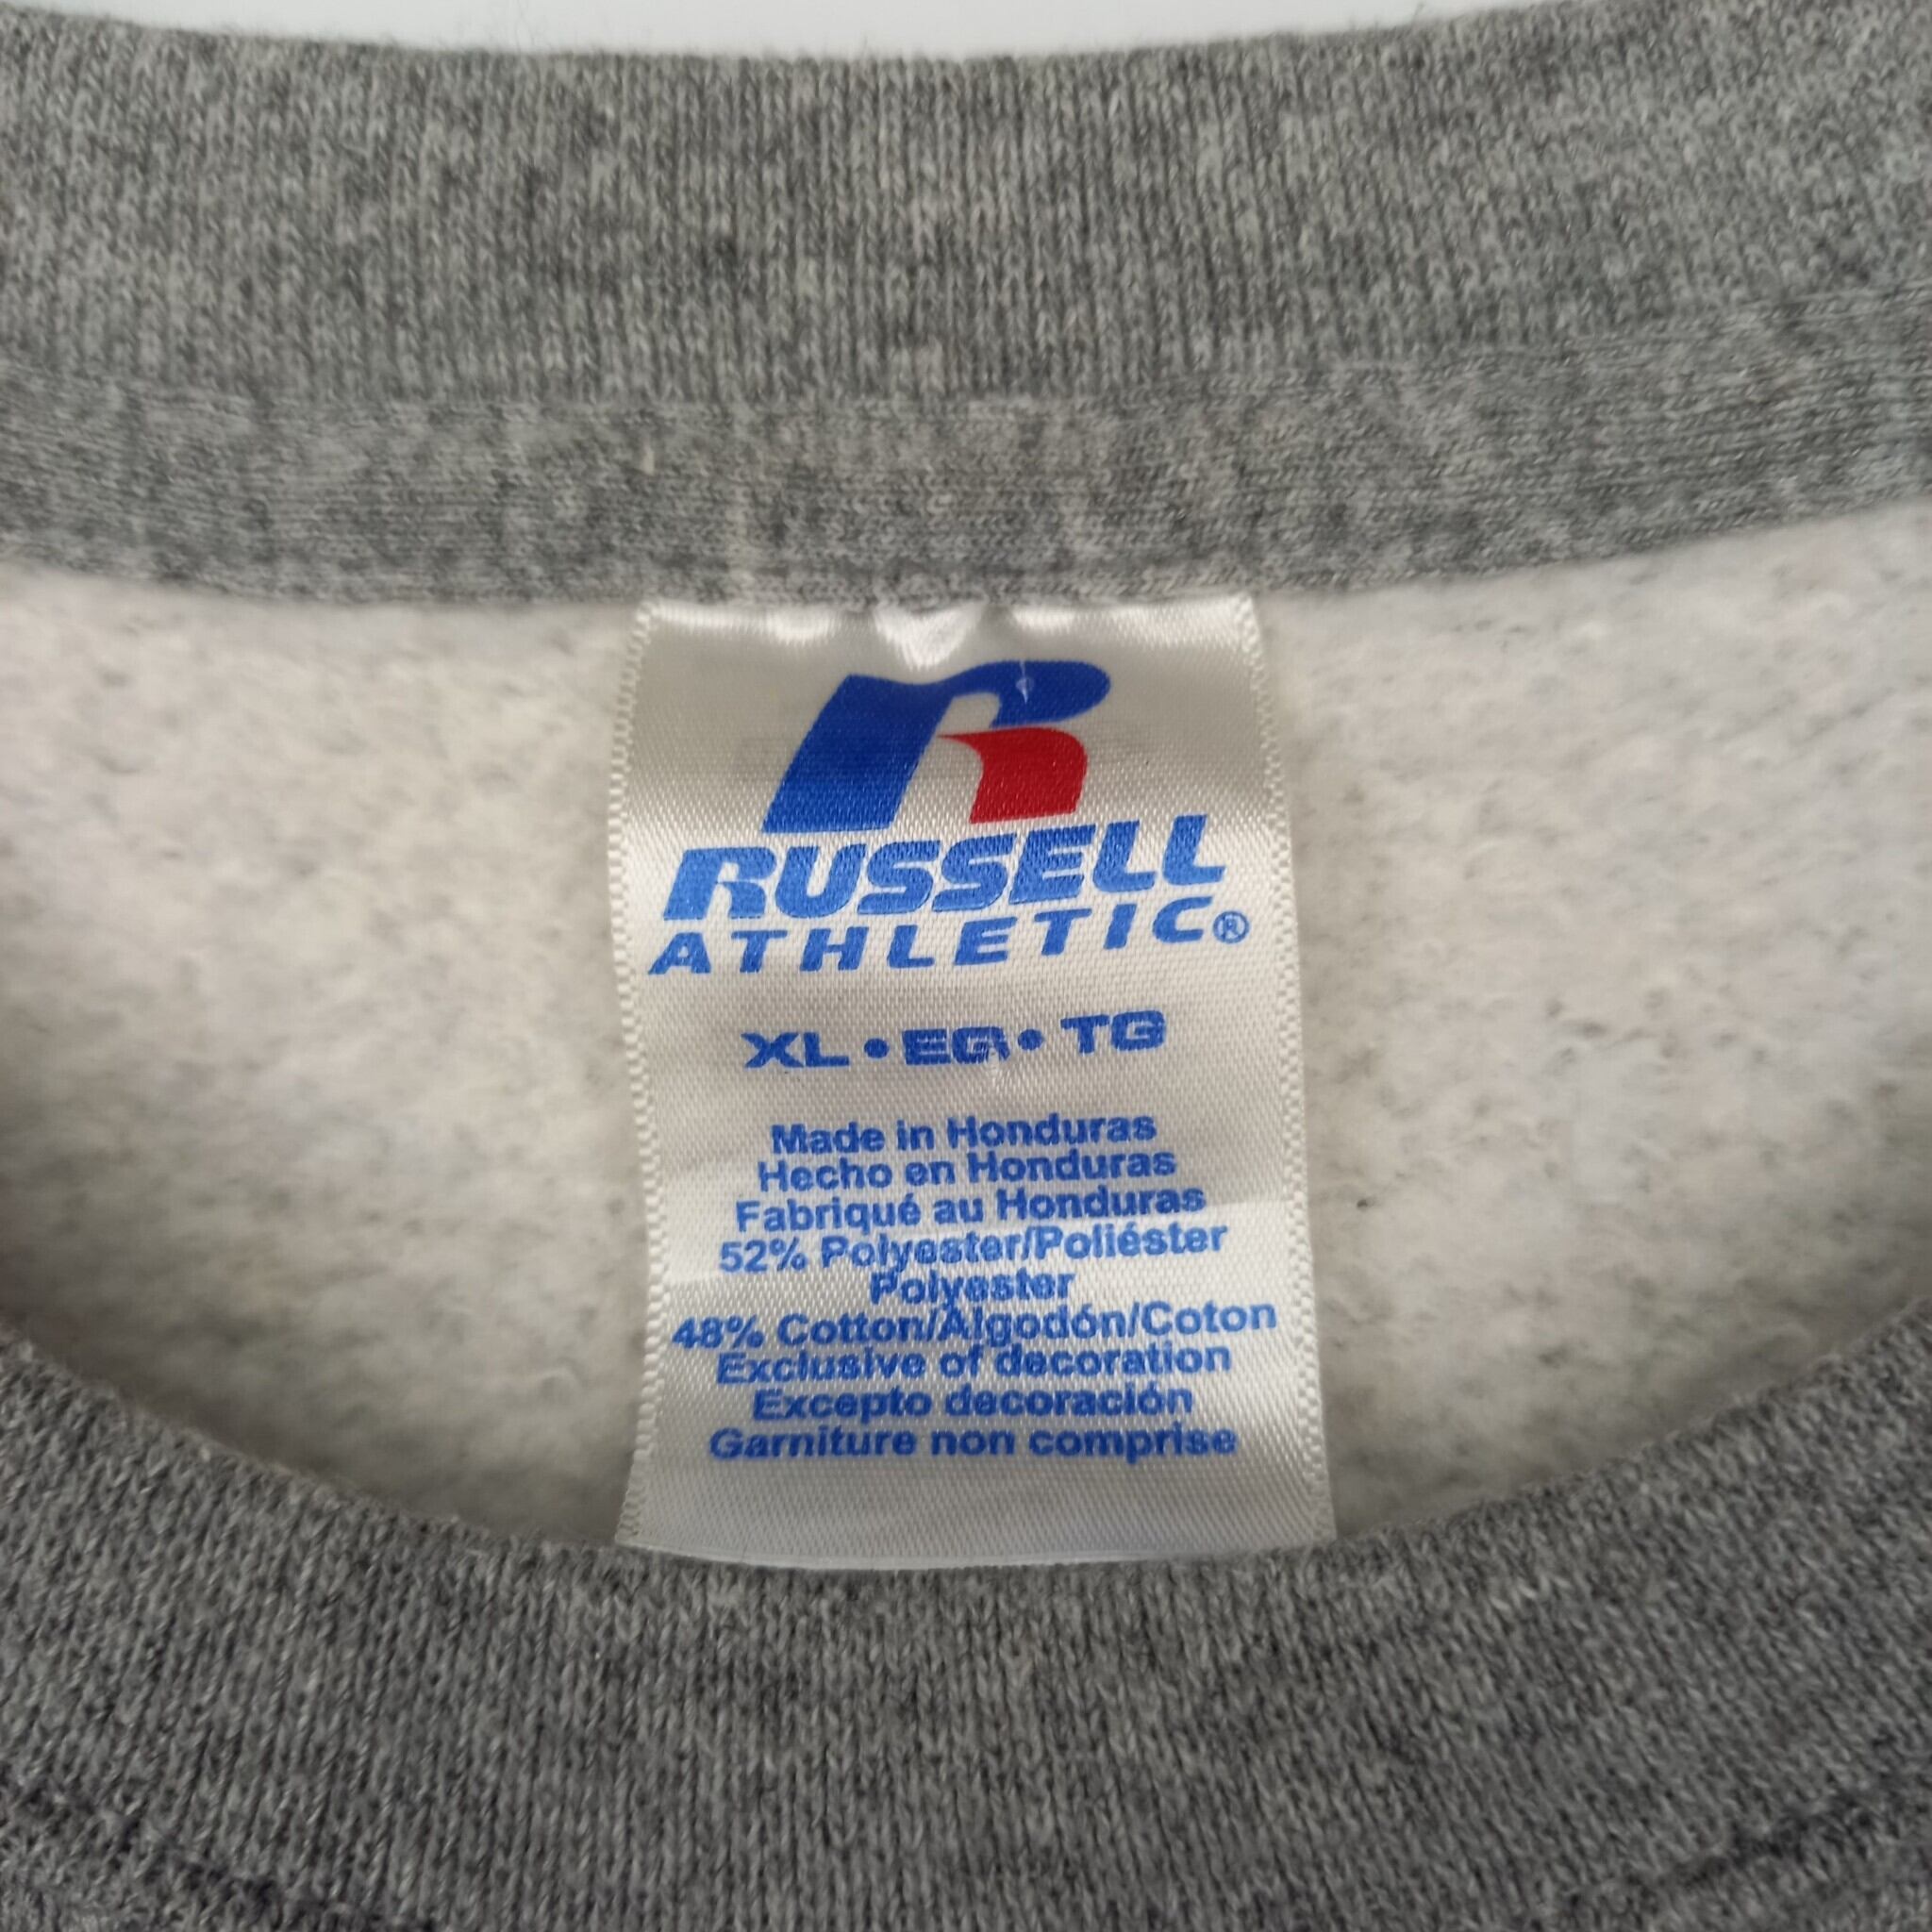 RUSSELL
ATHLETIC®
XL • EG • TG
Made in Honduras
Hecho en Honduras
Fabriqué au Honduras
52% Polyester/Poliéster
Polyester
48% Cotton/Algodón/Coton
Exclusive of decoration
Excepto decoración
Garniture non comprise